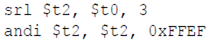 srl $t2, $t0, 3
andi $t2, $t2, 0xFFEF